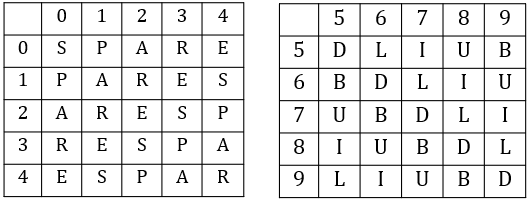 0 1 2 3 4
0 S P A R E
1 P A R E S
2 A R E S P
3 R E S P A
4 E S P A R
5 6 7 8 9
5 D L I U B
6 B D L I U
7 U B D L I
8 I U B D L
9 L I U B D